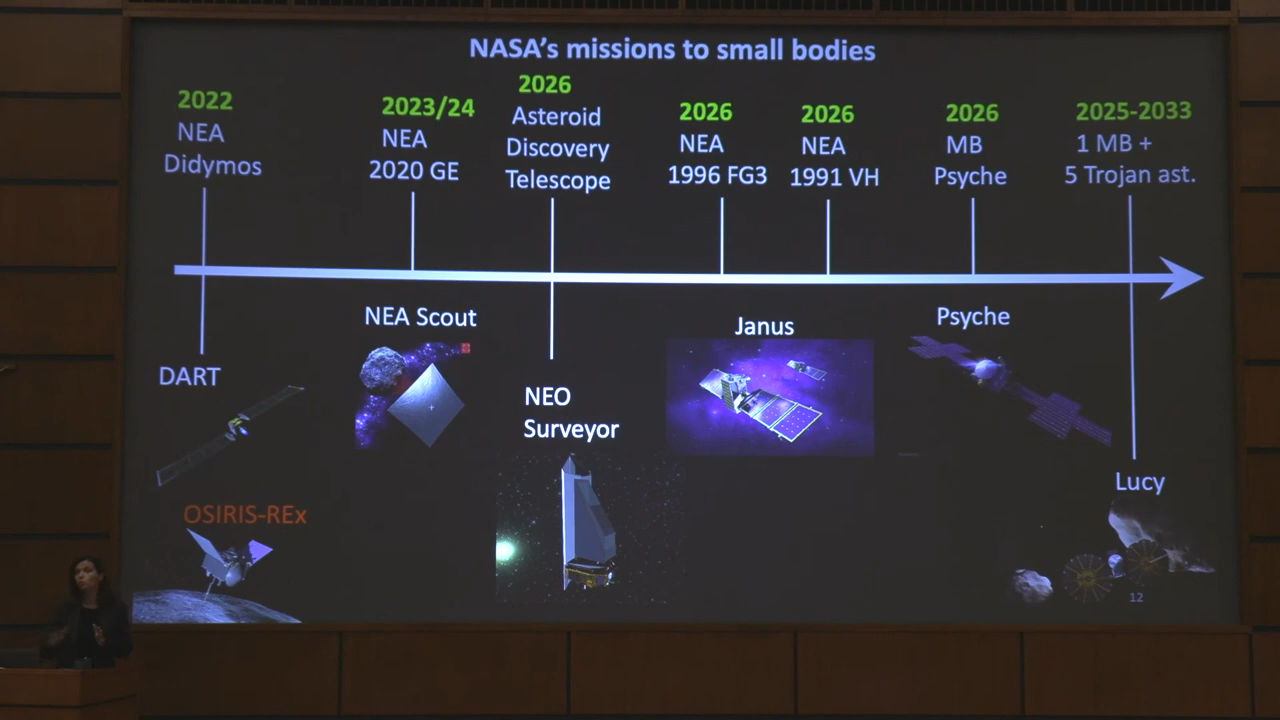 NASA's missions to small bodies
2022
NEA
Didymos
2023/24
NEA
2020 GE
2026
Asteroid
Discovery
Telescope
2026
NEA
1996 FG3
2026
NEA
1991 VH
2026
MB
Psyche
2025-2033
1 MB +
5 Trojan ast.
DART
OSIRIS-REx
NEA Scout
NEO
Surveyor
Janus
Psyche
Lucy
12